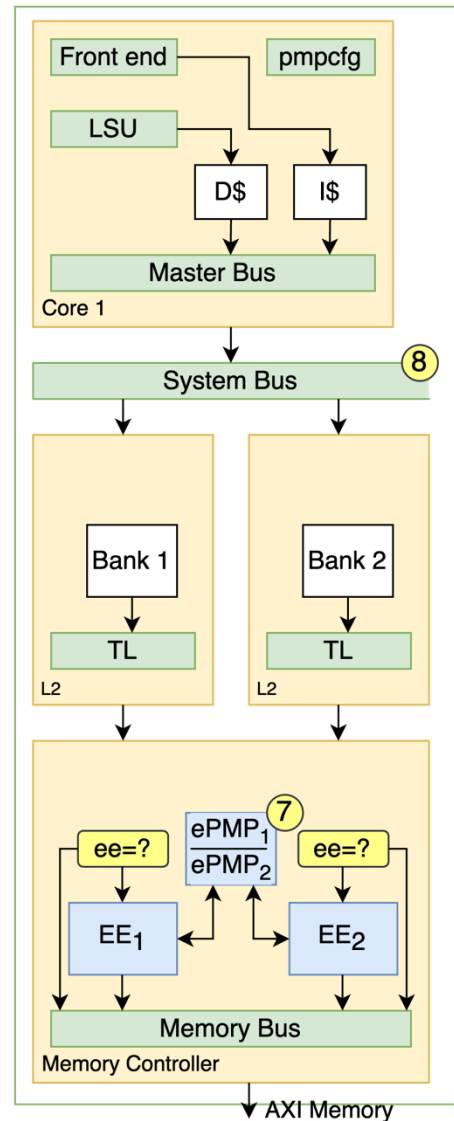 Front end
pmpcfg
LSU
D$
I$
Master Bus
Core 1
8
System Bus
Bank 1
Bank 2
TL
TL
L2
L2
7
ePMP₁
ePMP₂
ee=?
ee=?
EE₁
EE₂
Memory Bus
Memory Controller
AXI Memory